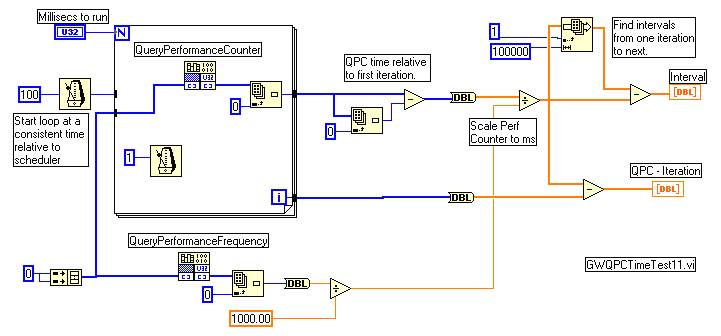 Millisecs to run
U32
N
QueryPerformanceCounter
U32
0
100
Start loop at a
consistent time
relative to
scheduler
1
i
QPC time relative
to first iteration.
0
DBL
Scale Perf
Counter to ms
1
100000
Find intervals
from one iteration
to next.
Interval
DBL
DBL
QPC - Iteration
DBL
QueryPerformanceFrequency
U32
0
0
DBL
1000.00
GWQPCTimeTest11.vi